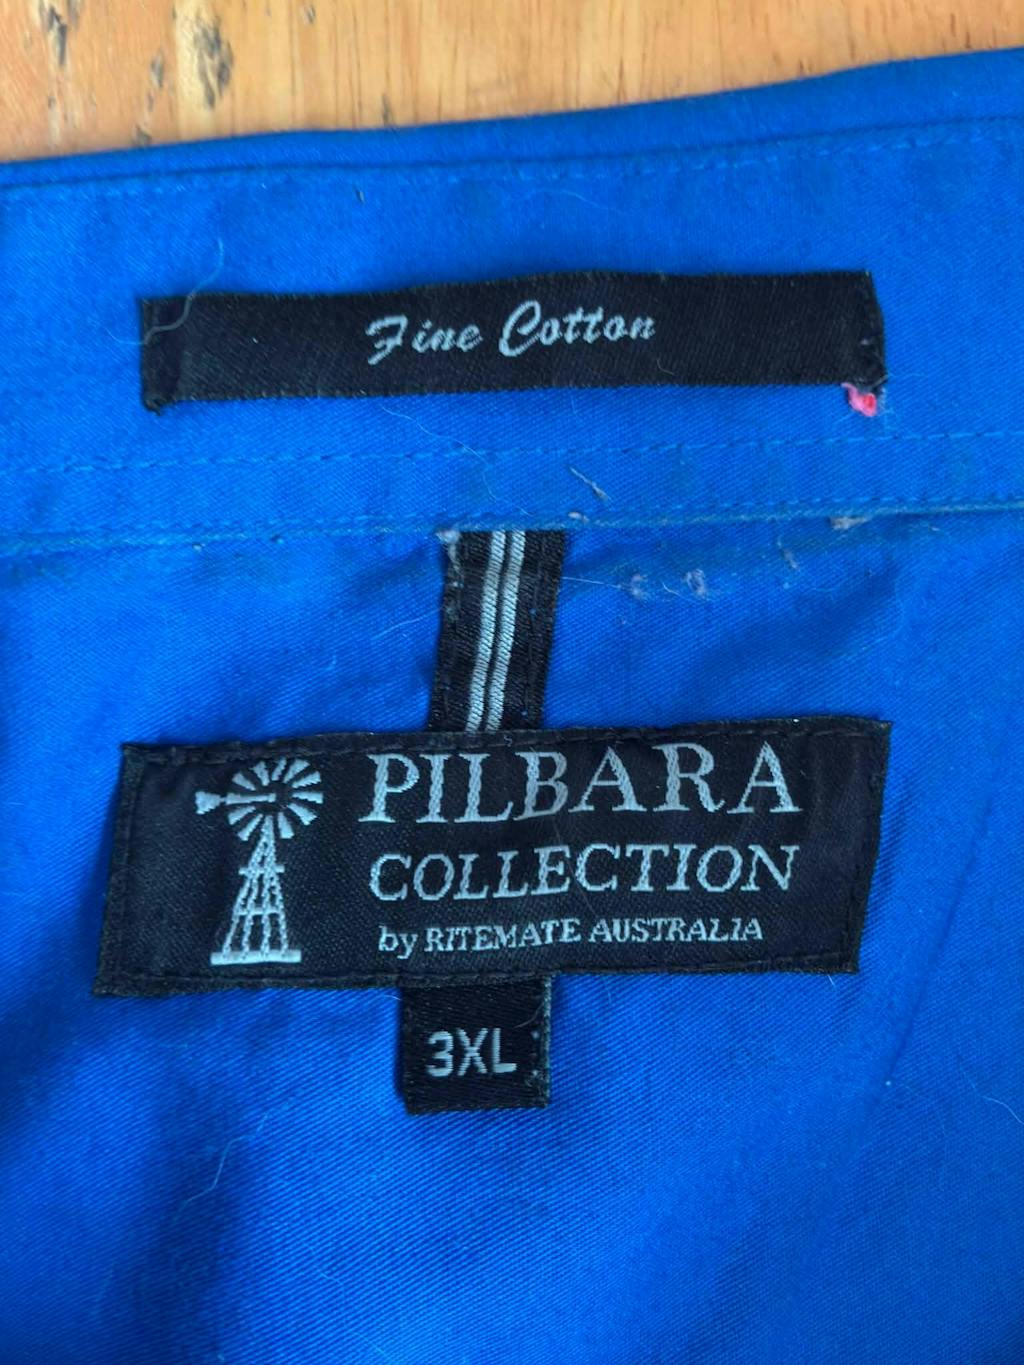 Fine Cotton
PILBARA
COLLECTION
by RITEMATE AUSTRALIA
3XL